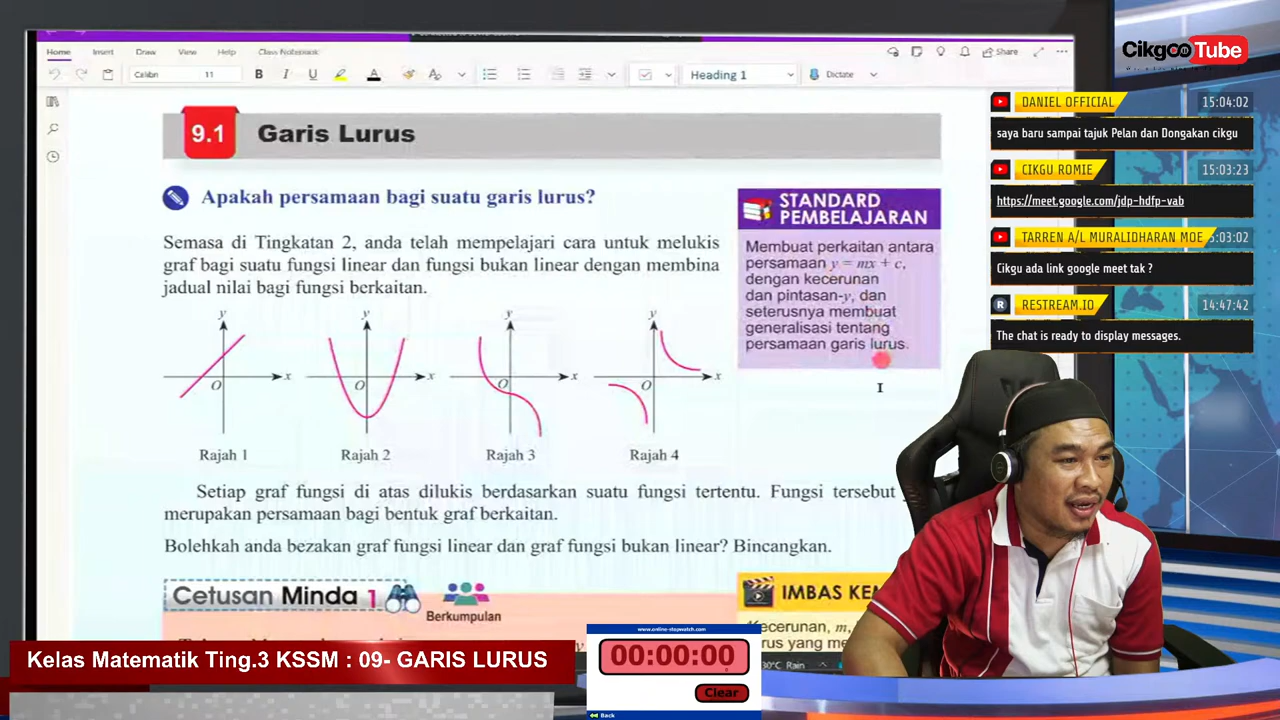 Home Insert Draw View Help Class Notebook Share
Calibri 11 B I U A Heading 1 Dictate
9.1 Garis Lurus
Apakah persamaan bagi suatu garis lurus?
Semasa di Tingkatan 2, anda telah mempelajari cara untuk melukis
graf bagi suatu fungsi linear dan fungsi bukan linear dengan membina
jadual nilai bagi fungsi berkaitan.
STANDARD
PEMBELAJARAN
Membuat perkaitan antara
persamaan y = mx + c,
dengan kecerunan
dan pintasan-y, dan
seterusnya membuat
generalisasi tentang
persamaan garis lurus.
y y y y
O x O x O x O x
Rajah 1 Rajah 2 Rajah 3 Rajah 4
Setiap graf fungsi di atas dilukis berdasarkan suatu fungsi tertentu. Fungsi tersebut
merupakan persamaan bagi bentuk graf berkaitan.
Bolehkah anda bezakan graf fungsi linear dan graf fungsi bukan linear? Bincangkan.
Cetusan Minda 1
Berkumpulan
IMBAS
Kecerunan, m,
30°C Rain
CikgooTube
DANIEL OFFICIAL 15:04:02
saya baru sampai tajuk Pelan dan Dongakan cikgu
CIKGU ROMIE 15:03:23
https://meet.google.com/jdp-hdfp-vab
TARREN A/L MURALIDHARAN MOE 15:03:02
Cikgu ada link google meet tak ?
RESTREAM.IO 14:47:42
The chat is ready to display messages.
Kelas Matematik Ting.3 KSSM : 09- GARIS LURUS
www.online-stopwatch.com
00:00:00
Clear
Back